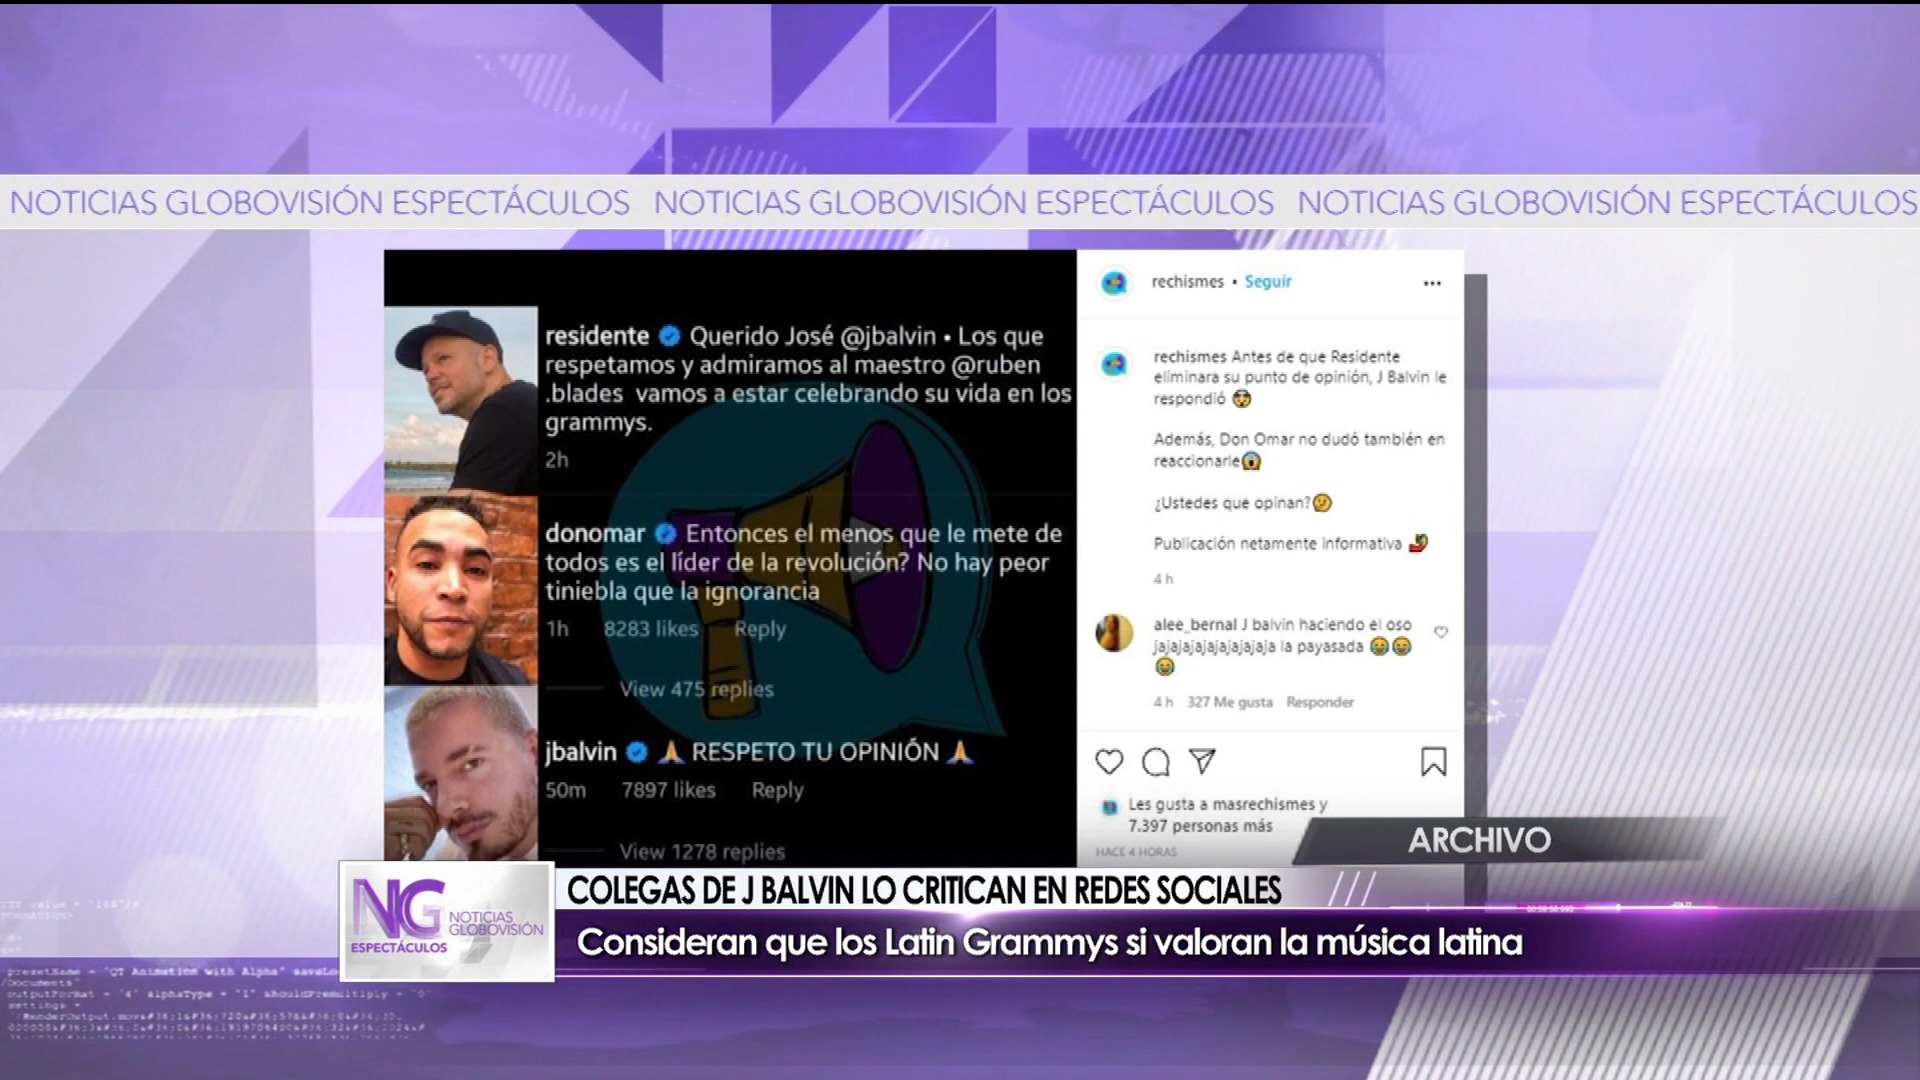 NOTICIAS GLOBOVISIÓN ESPECTÁCULOS NOTICIAS GLOBOVISIÓN ESPECTÁCULOS NOTICIAS GLOBOVISIÓN ESPECTÁCULOS
residente Querido José @jbalvin • Los que
respetamos y admiramos al maestro @ruben
.blades vamos a estar celebrando su vida en los
grammys.
2h
donomar Entonces el menos que le mete de
todos es el líder de la revolución? No hay peor
tiniebla que la ignorancia
1h 8283 likes Reply
View 475 replies
jbalvin 🙏 RESPETO TU OPINIÓN 🙏
50m 7897 likes Reply
View 1278 replies
rechismes • Seguir
rechismes Antes de que Residente
eliminara su punto de opinión, J Balvin le
respondió
Además, Don Omar no dudó también en
reaccionarle
¿Ustedes que opinan?
Publicación netamente informativa
4 h
alee_bernal J balvin haciendo el oso
jajajajajajajajajaja la payasada
4 h 327 Me gusta Responder
Les gusta a masrechismes y
7.397 personas más
HACE 4 HORAS
ARCHIVO
NG
NOTICIAS
GLOBOVISIÓN
ESPECTÁCULOS
COLEGAS DE J BALVIN LO CRITICAN EN REDES SOCIALES
Consideran que los Latin Grammys si valoran la música latina